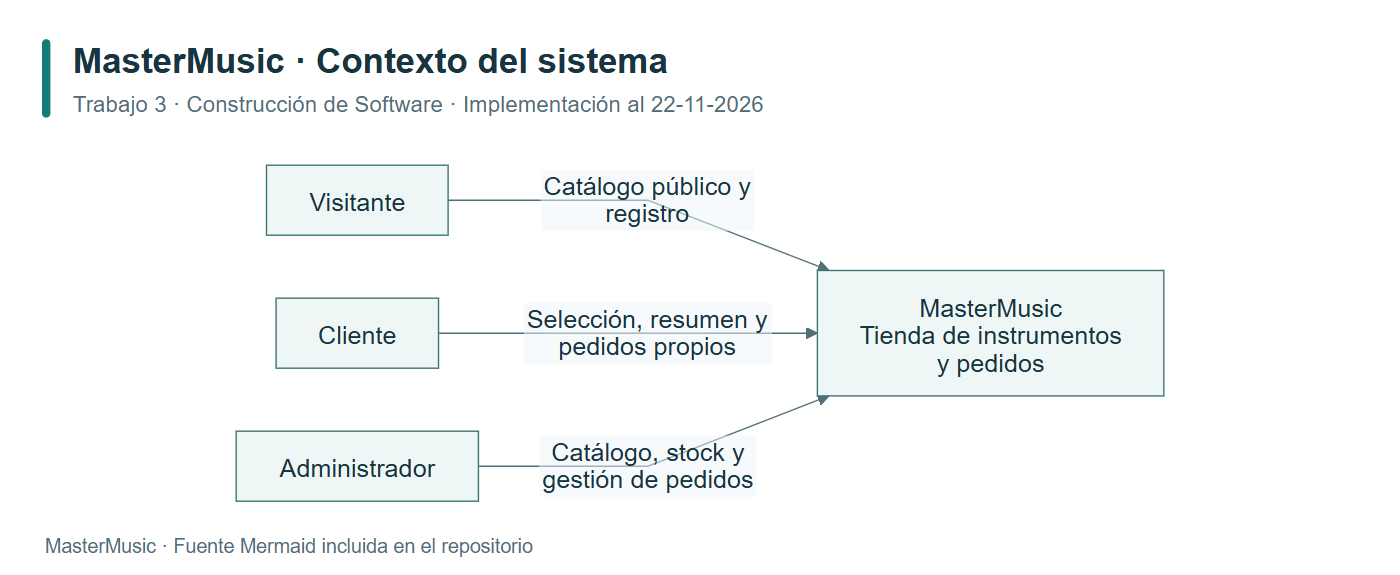 MasterMusic · Contexto del sistema
Trabajo 3 · Construcción de Software · Implementación al 22-11-2026
Visitante
Catálogo público y
registro
Cliente
Selección, resumen y
pedidos propios
MasterMusic
Tienda de instrumentos
y pedidos
Administrador
Catálogo, stock y
gestión de pedidos
MasterMusic · Fuente Mermaid incluida en el repositorio